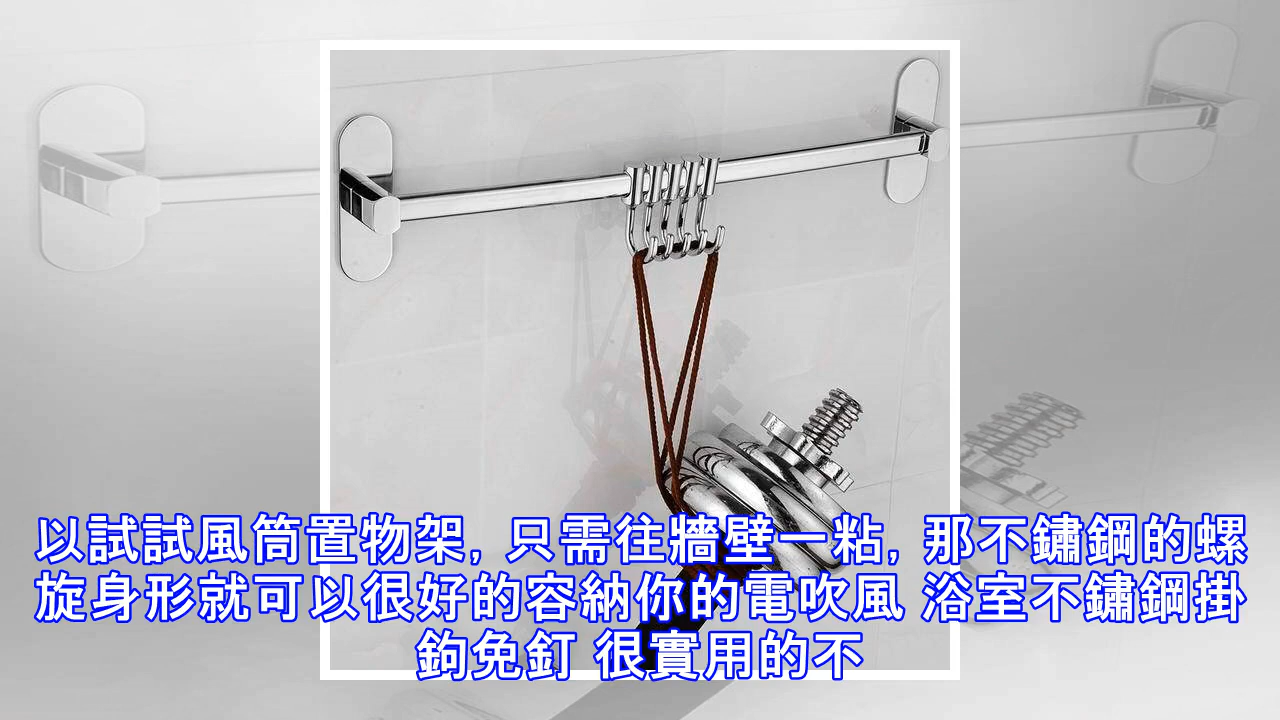 以試試風筒置物架, 只需往牆壁一粘, 那不鏽鋼的螺
旋身形就可以很好的容納你的電吹風 浴室不鏽鋼掛
鉤免釘 很實用的不